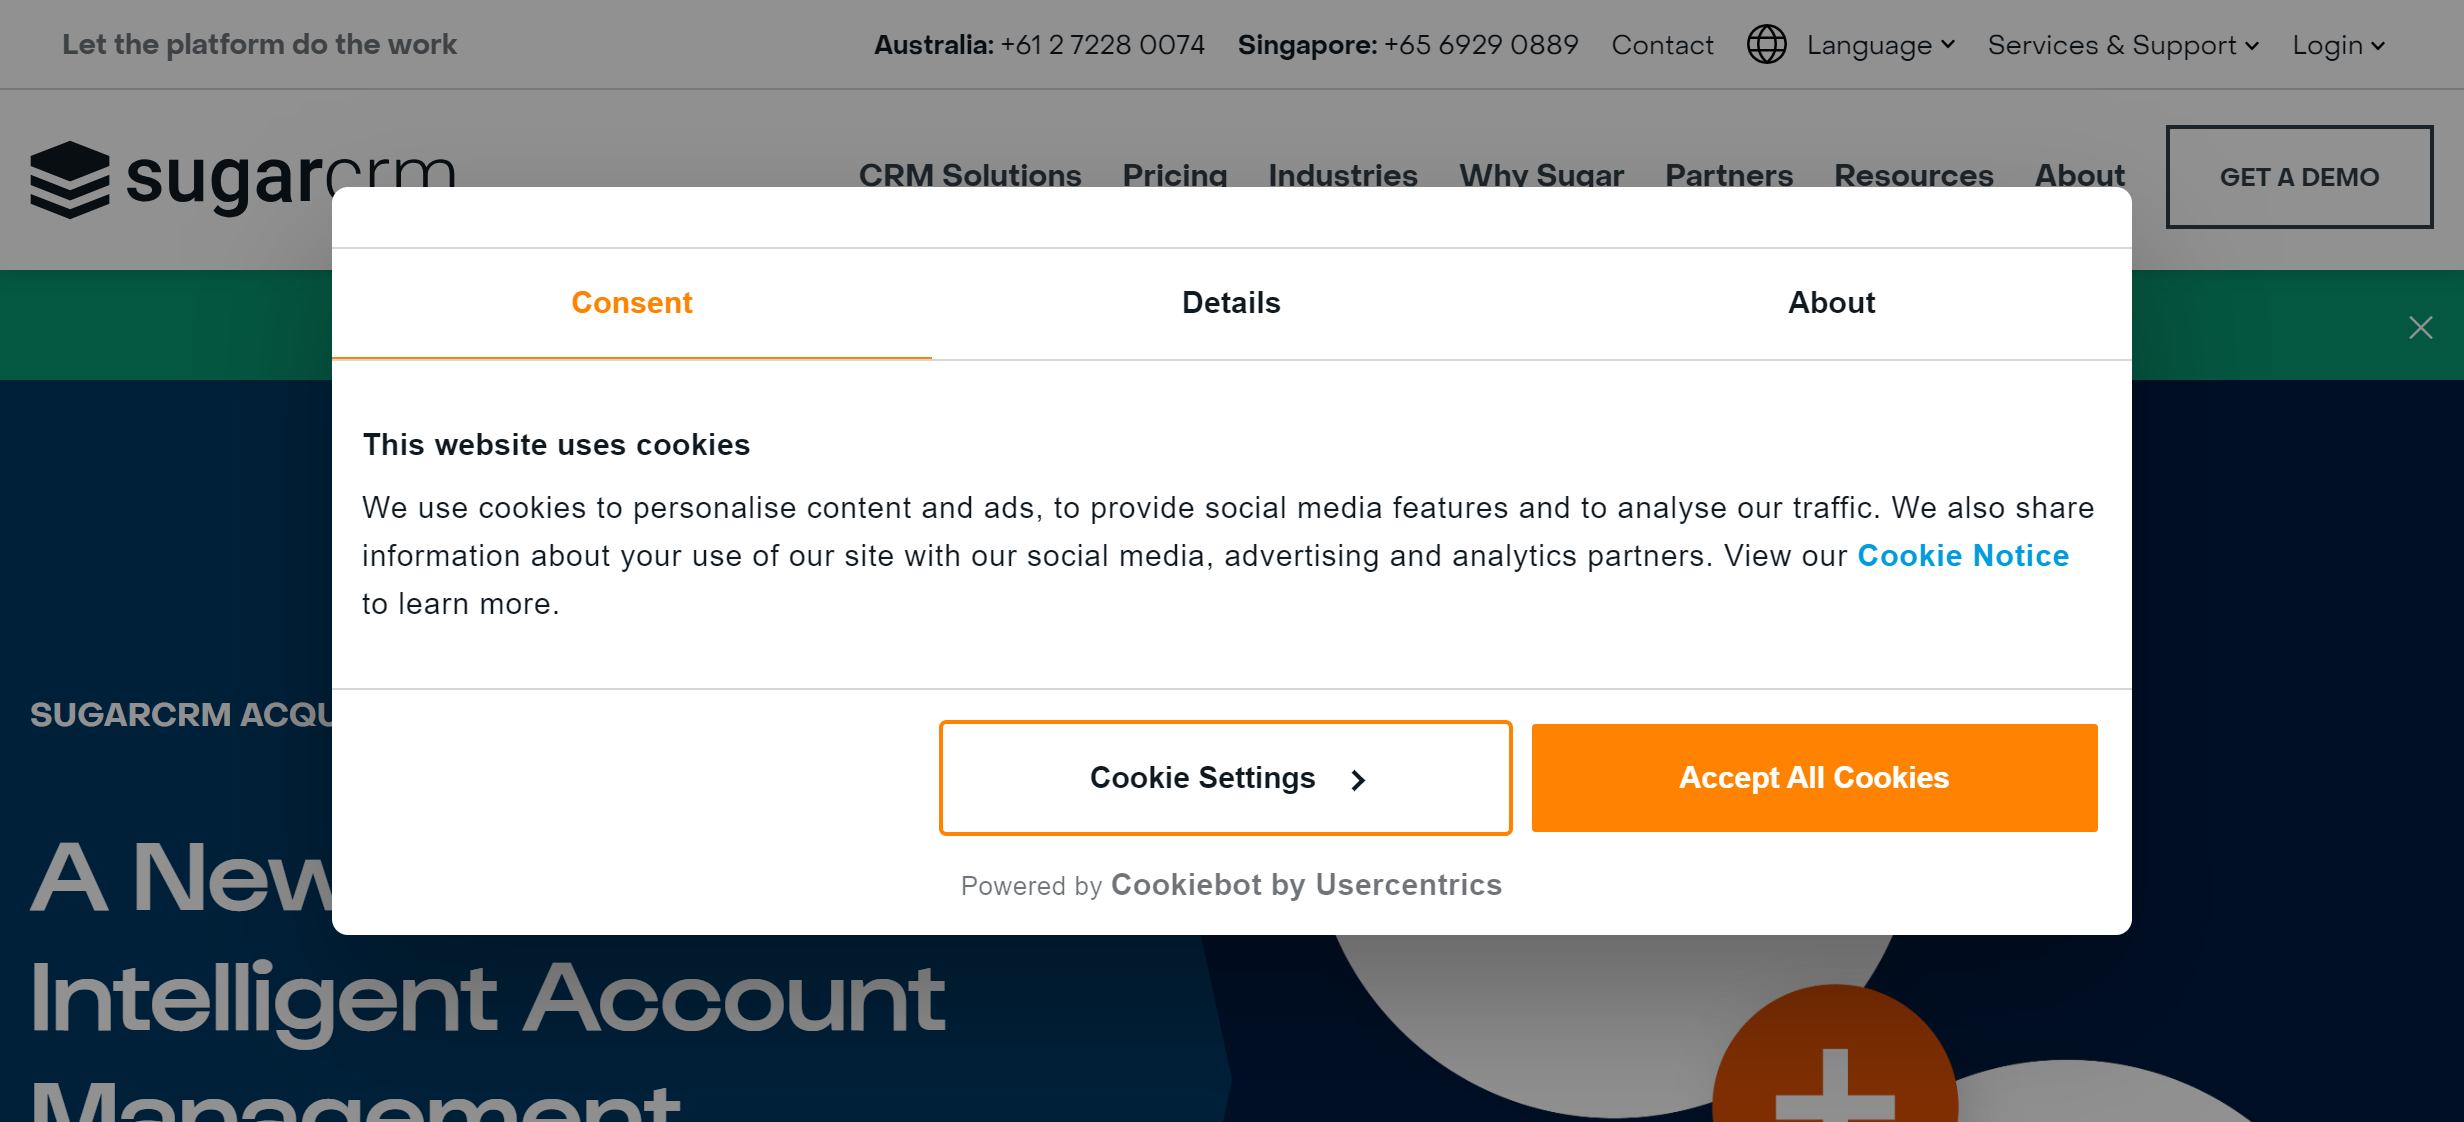 Let the platform do the work
Australia: +61 2 7228 0074 Singapore: +65 6929 0889 Contact Language Services & Support Login
sugarcrm
CRM Solutions Pricing Industries Why Sugar Partners Resources About GET A DEMO
Consent Details About
This website uses cookies
We use cookies to personalise content and ads, to provide social media features and to analyse our traffic. We also share
information about your use of our site with our social media, advertising and analytics partners. View our Cookie Notice
to learn more.
SUGARCRM ACQU
Cookie Settings Accept All Cookies
Powered by Cookiebot by Usercentrics
A New
Intelligent Account
Management